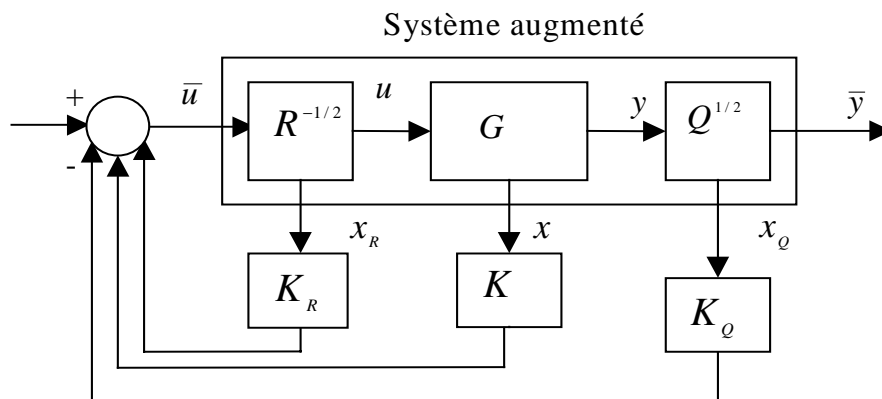 Système augmenté
+
-
u̅
R^{-1/2}
u
G
y
Q^{1/2}
y̅
x_R
x
x_Q
K_R
K
K_Q